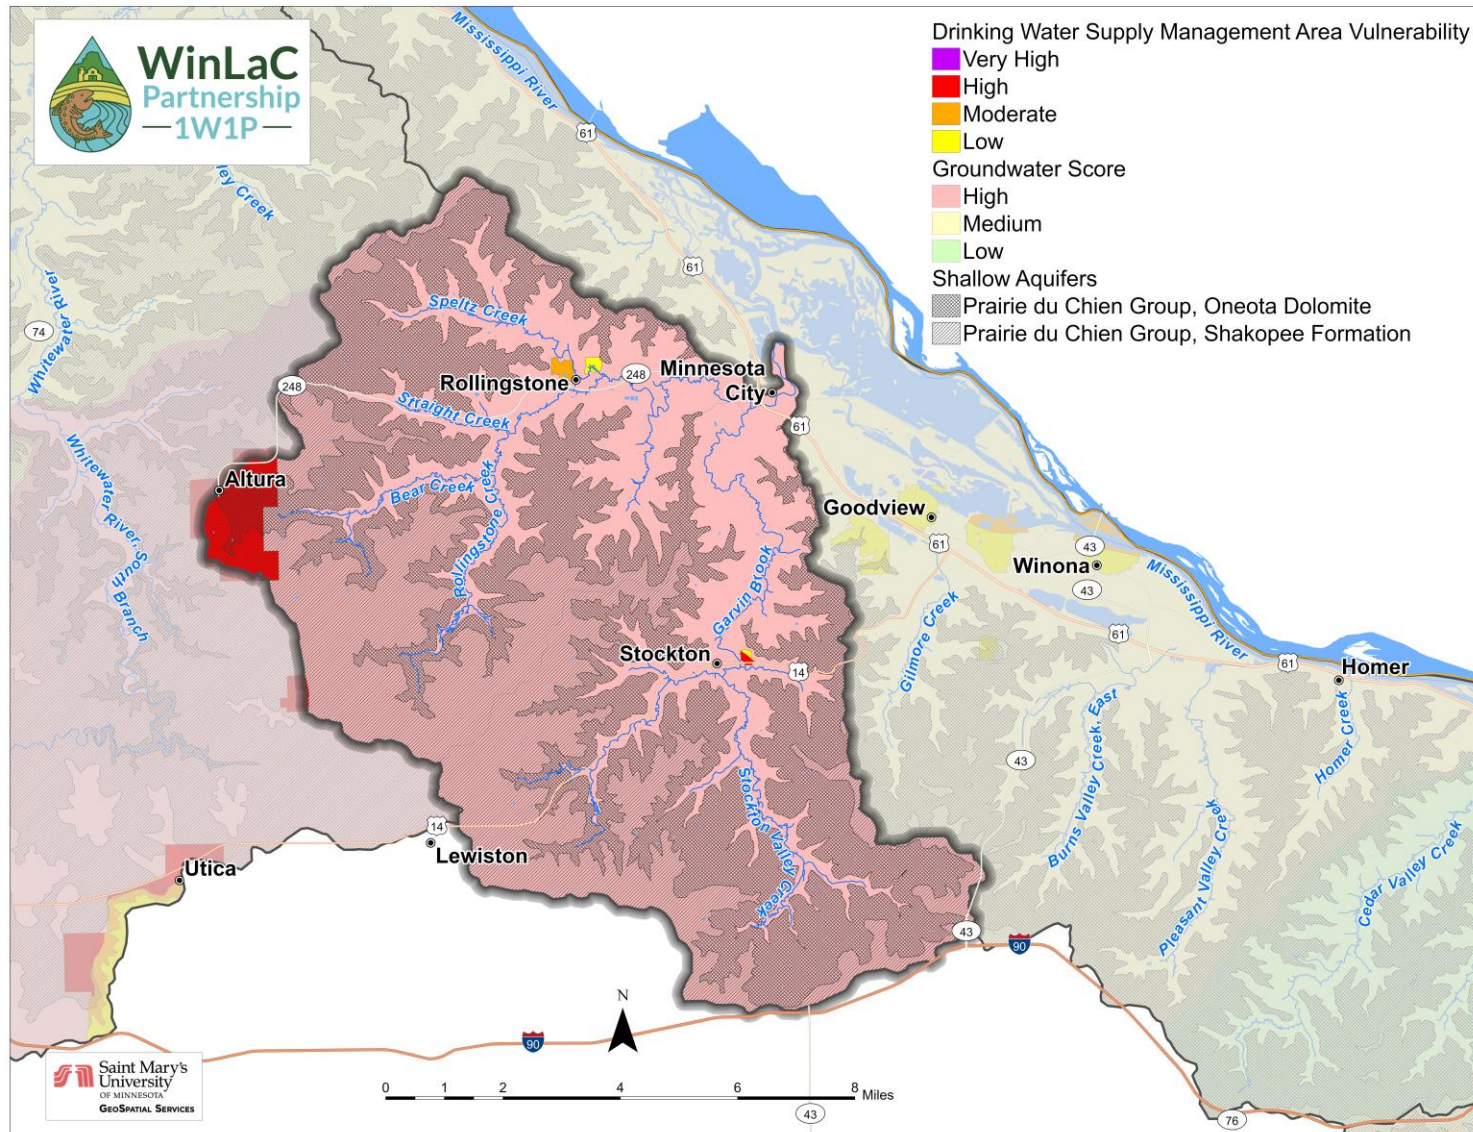 WinLaC
Partnership
1W1P
Drinking Water Supply Management Area Vulnerability
Very High
High
Moderate
Low
Groundwater Score
High
Medium
Low
Shallow Aquifers
Prairie du Chien Group, Oneota Dolomite
Prairie du Chien Group, Shakopee Formation
Mississippi River
61
ley Creek
61
74
Whitewater River
Speltz Creek
Rollingstone
248
Minnesota
City
248
Straight Creek
61
Whitewater River, South Branch
Altura
Bear Creek
Rollingstone Creek
Goodview
61
43
Winona
43
Mississippi River
Garvin Brook
Gilmore Creek
61
Stockton
14
61
Homer
Homer Creek
Burns Valley Creek, East
43
Stockton Valley Creek
Pleasant Valley Creek
Cedar Valley Creek
14
Lewiston
Utica
43
90
N
90
Saint Mary's
University
OF MINNESOTA
GEOSPATIAL SERVICES
0 1 2 4 6 8 Miles
43
76